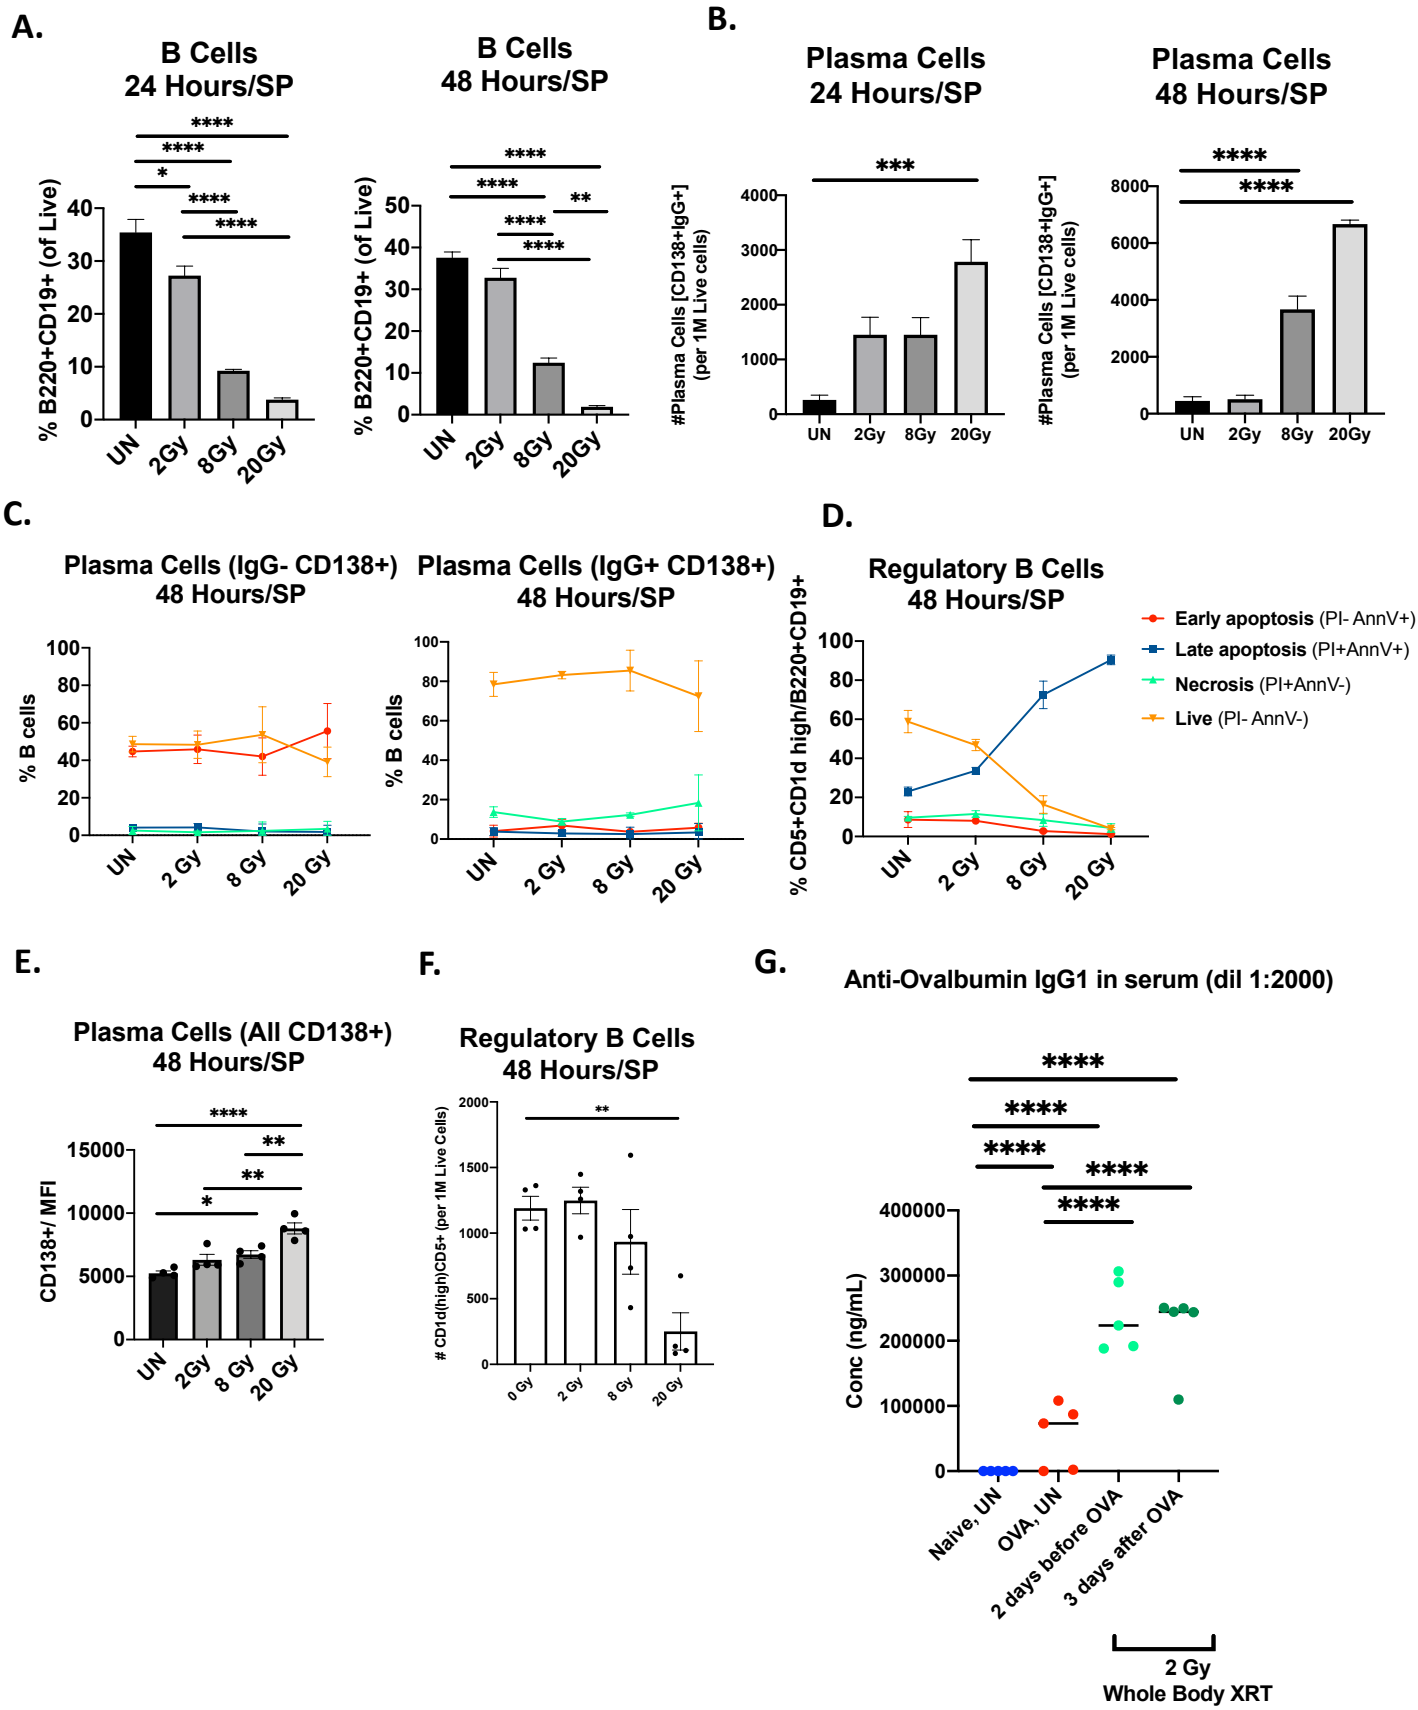 A.
B Cells
24 Hours/SP
****
****
*
****
****
% B220+CD19+ (of Live)
40
30
20
10
0
UN
2Gy
8Gy
20Gy
B Cells
48 Hours/SP
****
****
**
****
****
% B220+CD19+ (of Live)
50
40
30
20
10
0
UN
2Gy
8Gy
20Gy
B.
Plasma Cells
24 Hours/SP
***
#Plasma Cells [CD138+IgG+]
(per 1M Live cells)
4000
3000
2000
1000
0
UN
2Gy
8Gy
20Gy
Plasma Cells
48 Hours/SP
****
****
#Plasma Cells [CD138+IgG+]
(per 1M Live cells)
8000
6000
4000
2000
0
UN
2Gy
8Gy
20Gy
C.
Plasma Cells (IgG- CD138+)
48 Hours/SP
% B cells
100
80
60
40
20
0
UN
2 Gy
8 Gy
20 Gy
Plasma Cells (IgG+ CD138+)
48 Hours/SP
% B cells
100
80
60
40
20
0
UN
2 Gy
8 Gy
20 Gy
D.
Regulatory B Cells
48 Hours/SP
% CD5+CD1d high/B220+CD19+
100
80
60
40
20
0
UN
2 Gy
8 Gy
20 Gy
Early apoptosis (PI- AnnV+)
Late apoptosis (PI+AnnV+)
Necrosis (PI+AnnV-)
Live (PI- AnnV-)
E.
Plasma Cells (All CD138+)
48 Hours/SP
****
**
**
*
CD138+/ MFI
15000
10000
5000
0
UN
2Gy
8 Gy
20 Gy
F.
Regulatory B Cells
48 Hours/SP
**
# CD1d(high)CD5+ (per 1M Live Cells)
2000
1500
1000
500
0
0 Gy
2 Gy
8 Gy
20 Gy
G.
Anti-Ovalbumin IgG1 in serum (dil 1:2000)
****
****
****
****
****
Conc (ng/mL)
400000
300000
200000
100000
0
Naive, UN
OVA, UN
2 days before OVA
3 days after OVA
2 Gy
Whole Body XRT